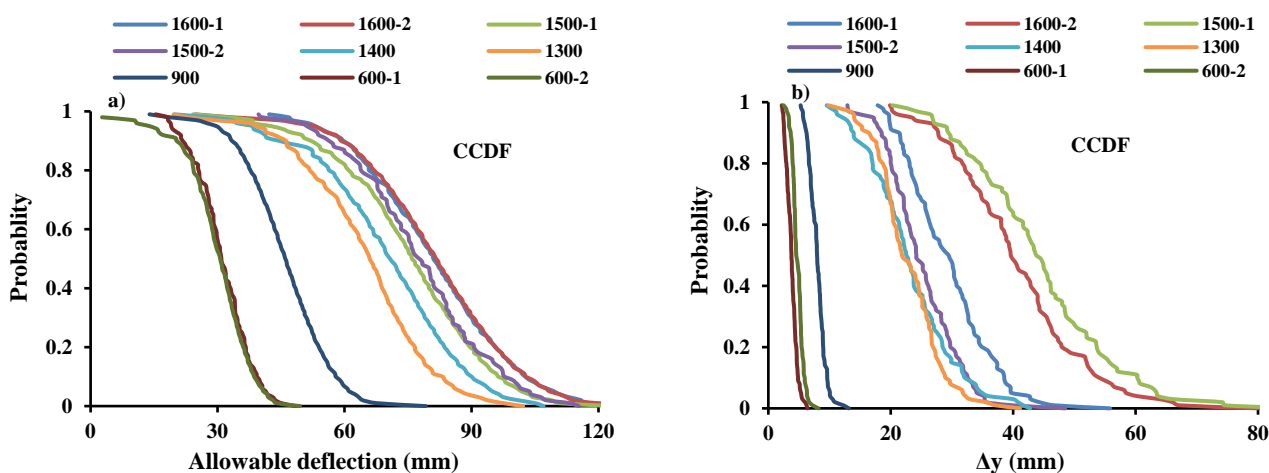 1600-1 1600-2 1500-1
1500-2 1400 1300
900 600-1 600-2
a)
CCDF
1
0.8
0.6
0.4
0.2
0
Probablity
0 30 60 90 120
Allowable deflection (mm)
1600-1 1600-2 1500-1
1500-2 1400 1300
900 600-1 600-2
b)
CCDF
1
0.8
0.6
0.4
0.2
0
Probablity
0 20 40 60 80
Δy (mm)